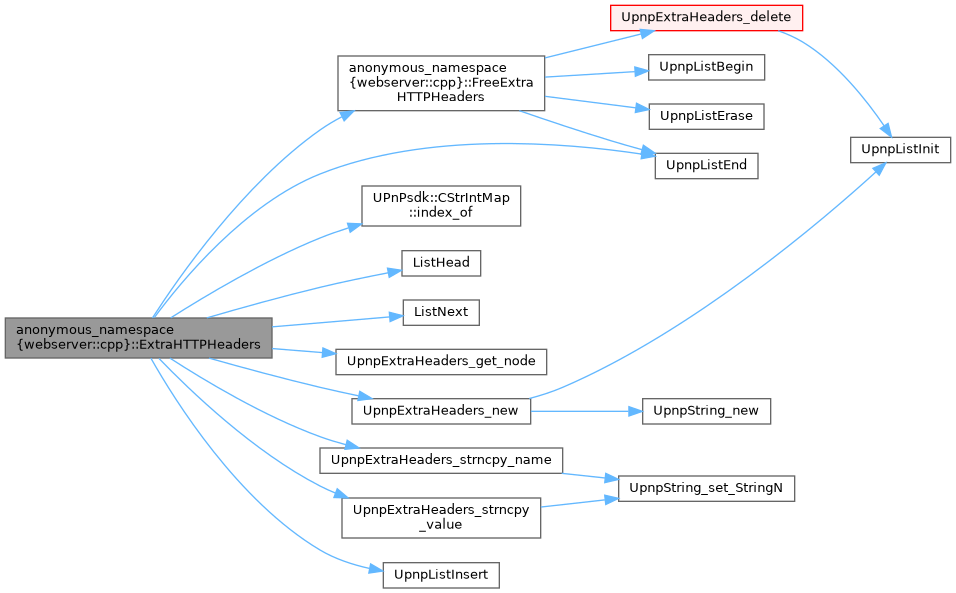 UpnpExtraHeaders_delete
anonymous_namespace
{webserver::cpp}::FreeExtra
HTTPHeaders
UpnpListBegin
UpnpListErase
UpnpListInit
UpnpListEnd
UPnPsdk::CStrIntMap
::index_of
ListHead
ListNext
anonymous_namespace
{webserver::cpp}::ExtraHTTPHeaders
UpnpExtraHeaders_get_node
UpnpExtraHeaders_new
UpnpString_new
UpnpExtraHeaders_strncpy_name
UpnpString_set_StringN
UpnpExtraHeaders_strncpy
_value
UpnpListInsert